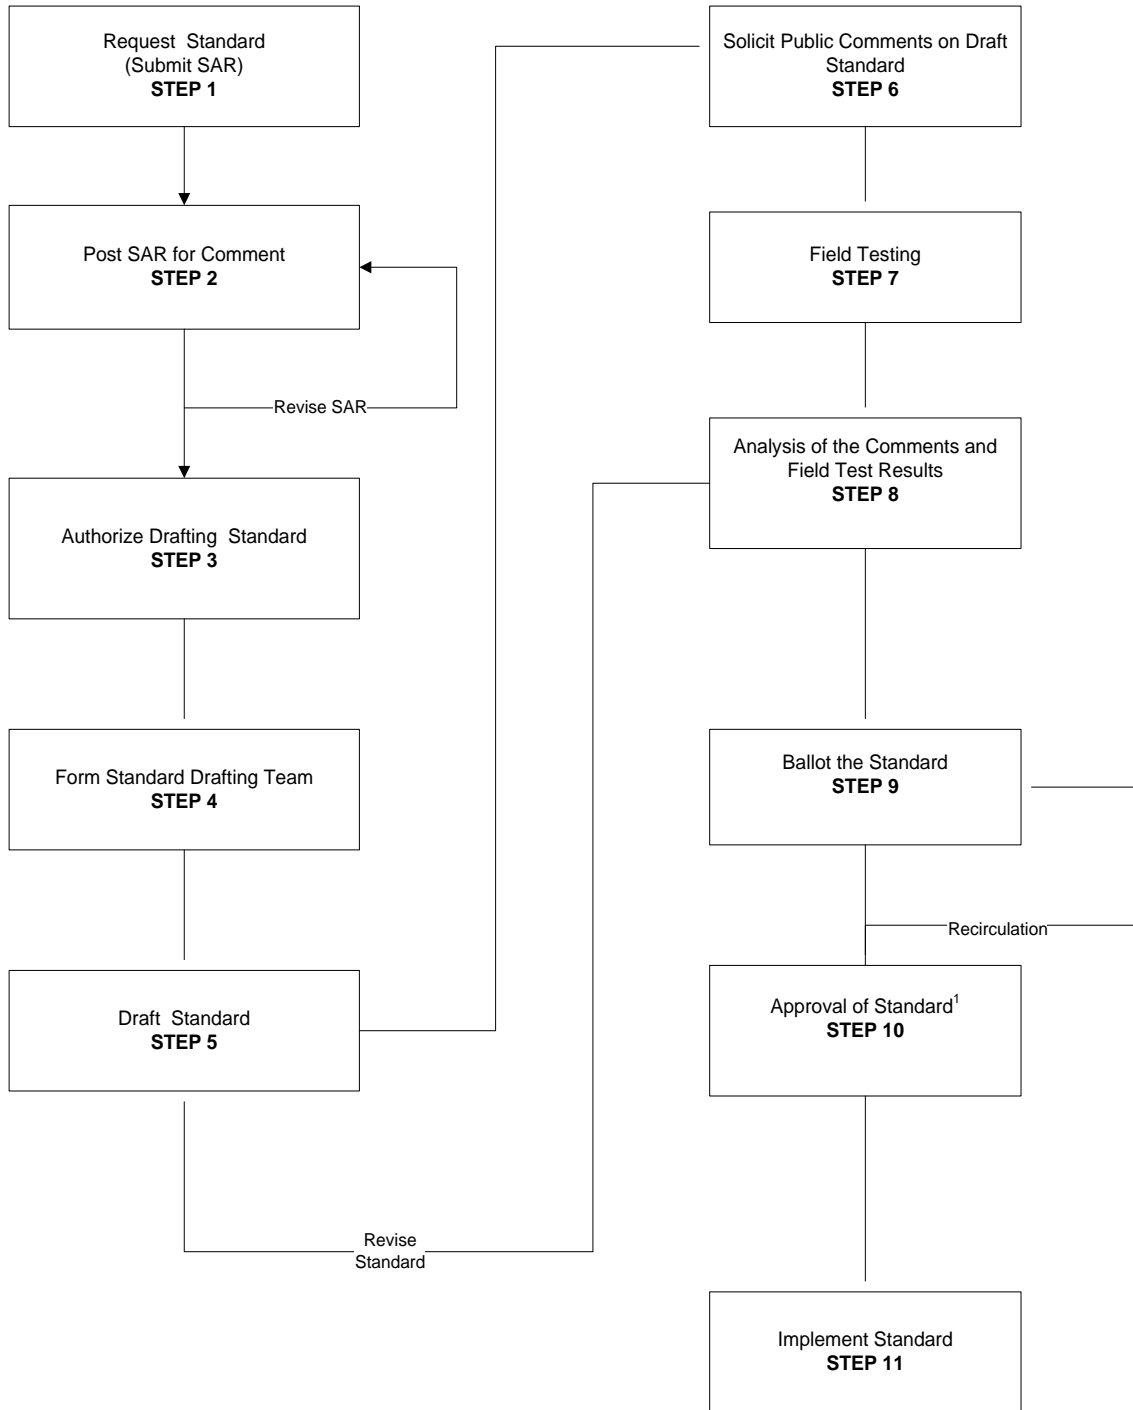 Request Standard
(Submit SAR)
STEP 1
Post SAR for Comment
STEP 2
Revise SAR
Authorize Drafting Standard
STEP 3
Form Standard Drafting Team
STEP 4
Draft Standard
STEP 5
Revise
Standard
Solicit Public Comments on Draft
Standard
STEP 6
Field Testing
STEP 7
Analysis of the Comments and
Field Test Results
STEP 8
Ballot the Standard
STEP 9
Recirculation
Approval of Standard¹
STEP 10
Implement Standard
STEP 11